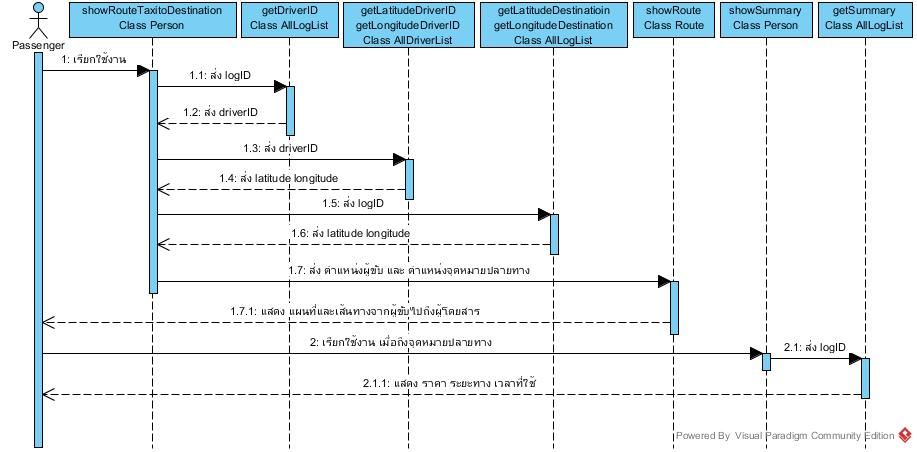 showRouteTaxitoDestination
Class Person
getDriverID
Class AllLogList
getLatitudeDriverID
getLongitudeDriverID
Class AllDriverList
getLatitudeDestinatioin
getLongitudeDestination
Class AllLogList
showRoute
Class Route
showSummary
Class Person
getSummary
Class AllLogList
Passenger
1: เรียกใช้งาน
1.1: ส่ง logID
1.2: ส่ง driverID
1.3: ส่ง driverID
1.4: ส่ง latitude longitude
1.5: ส่ง logID
1.6: ส่ง latitude longitude
1.7: ส่ง ตำแหน่งผู้ขับ และ ตำแหน่งจุดหมายปลายทาง
1.7.1: แสดง แผนที่และเส้นทางจากผู้ขับไปถึงผู้โดยสาร
2: เรียกใช้งาน เมื่อถึงจุดหมายปลายทาง
2.1: ส่ง logID
2.1.1: แสดง ราคา ระยะทาง เวลาที่ใช้
Powered By Visual Paradigm Community Edition